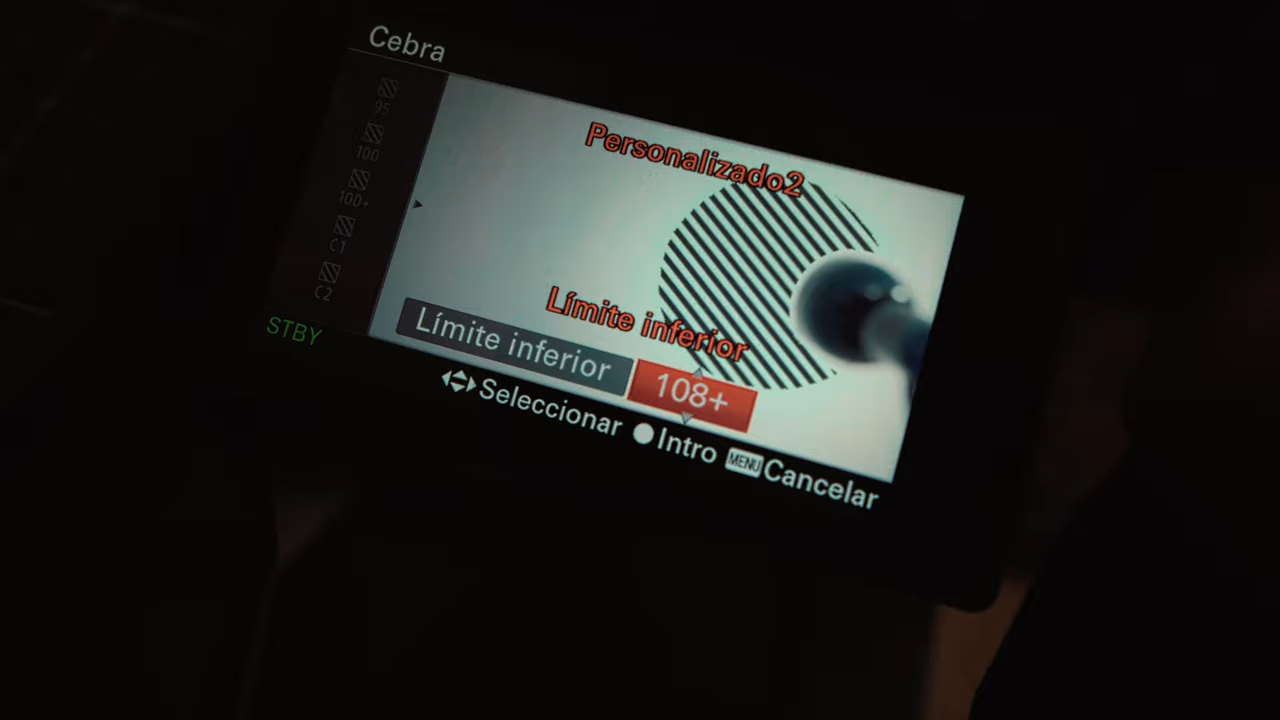 Cebra
95
100
100+
C1
C2
Personalizado2
Límite inferior
Límite inferior 108+
STBY
Seleccionar Intro MENU Cancelar